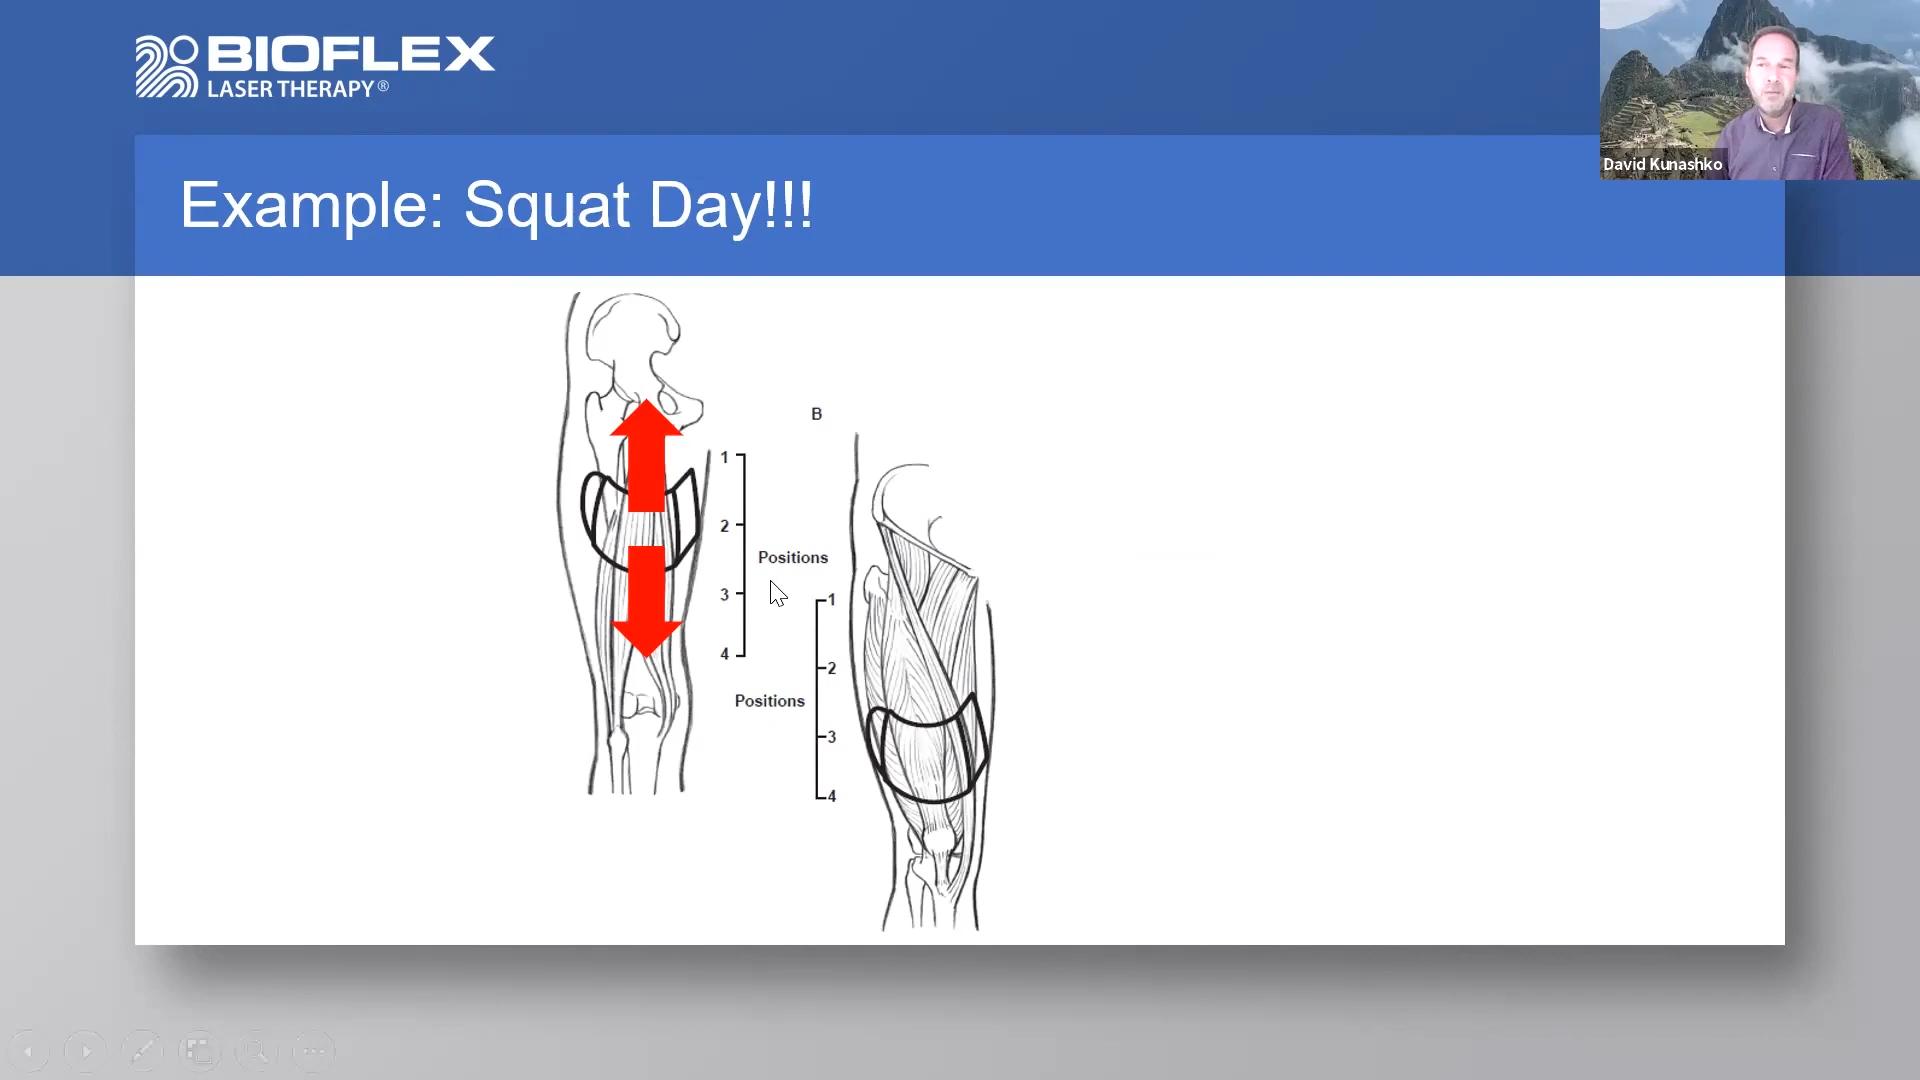 BIOFLEX
LASER THERAPY®
David Kunashko
Example: Squat Day!!!
B
1
2
Positions
3
1
4
2
Positions
3
4